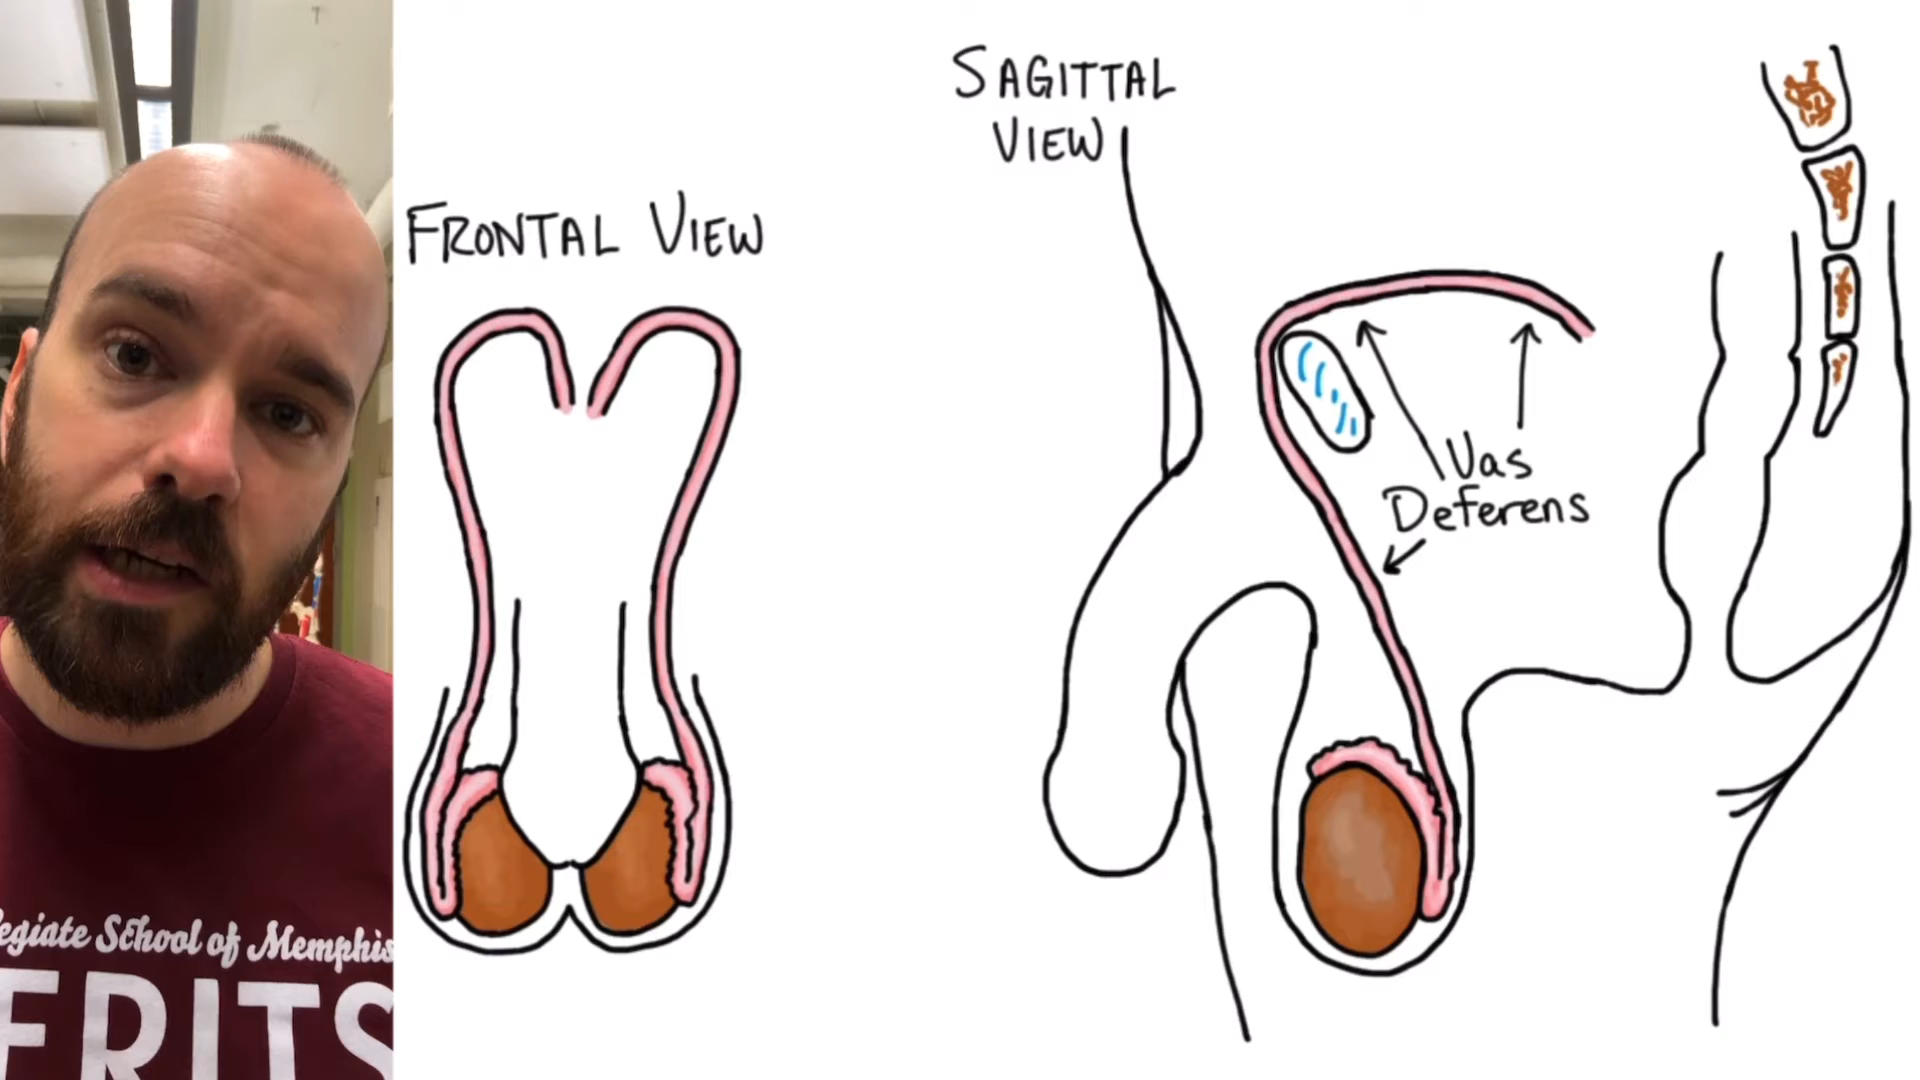 SAGITTAL
VIEW
FRONTAL VIEW
Vas
Deferens
egiate School of Memphis
ERITS